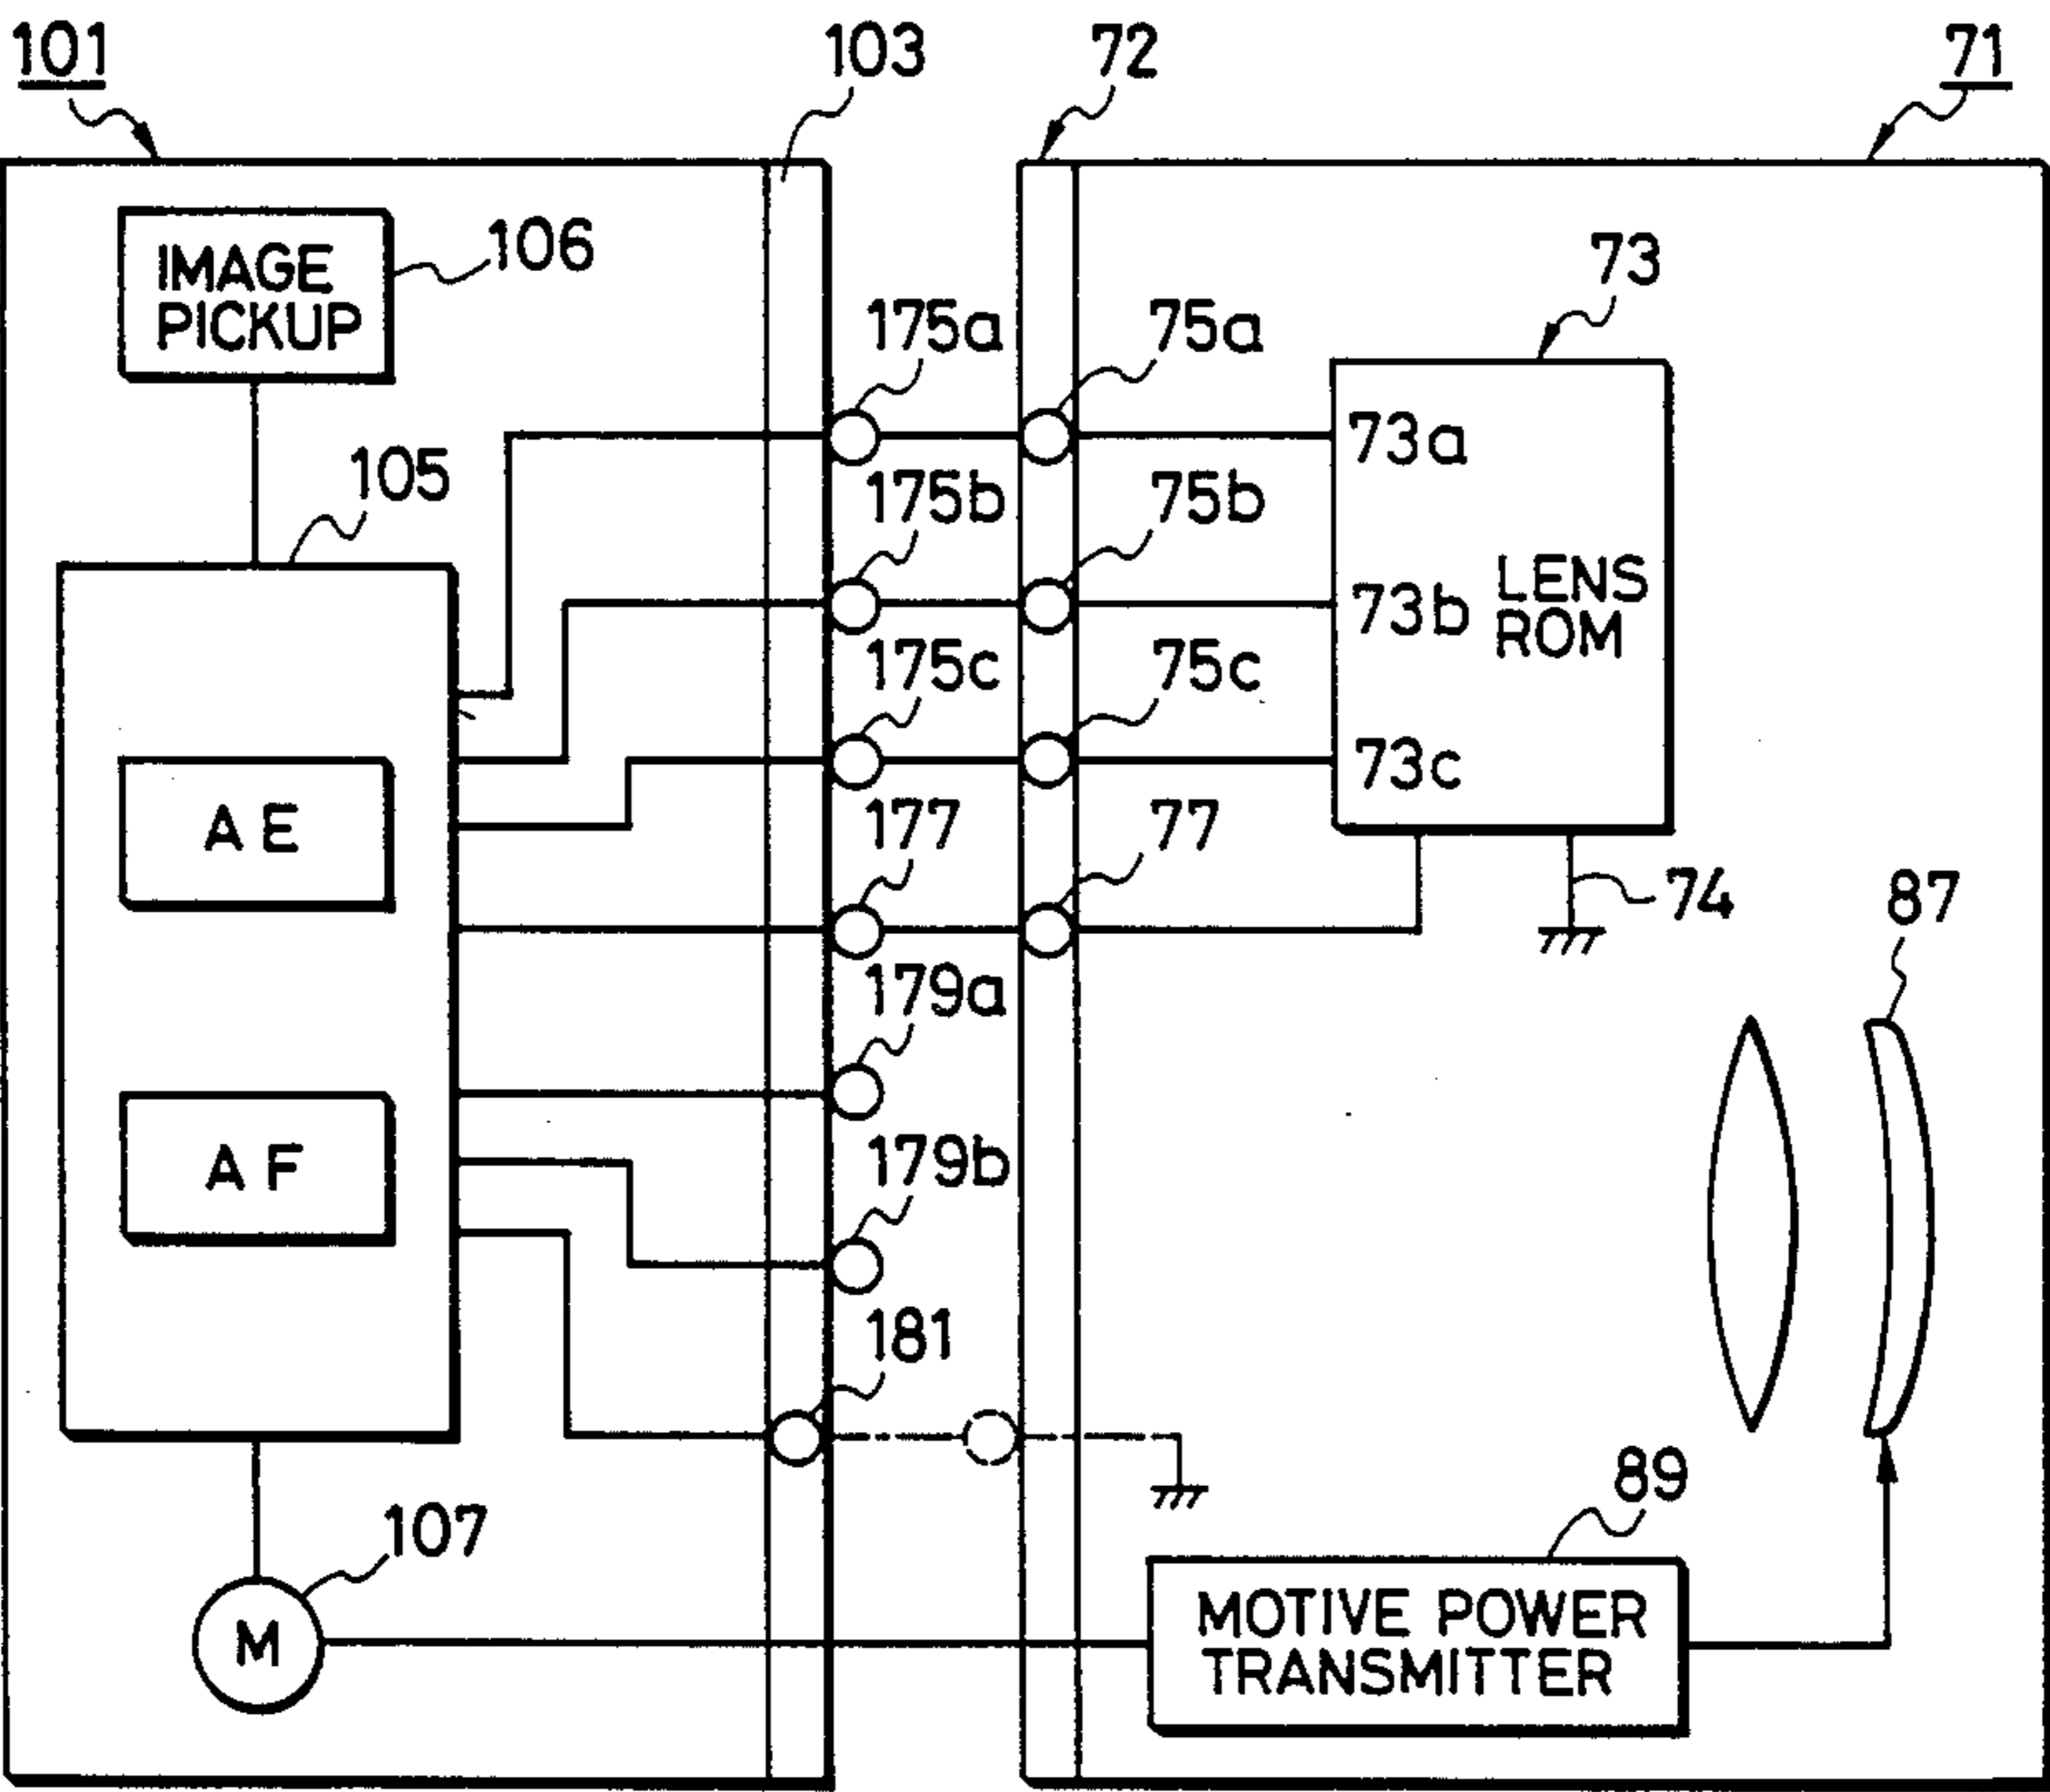 101
103
72
71
IMAGE
PICKUP
106
73
175a
75a
73a
105
175b
75b
73b
LENS
ROM
175c
75c
73c
AE
177
77
74
87
179a
AF
179b
181
89
107
M
MOTIVE POWER
TRANSMITTER